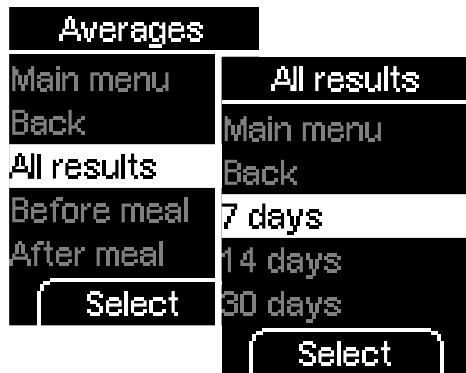 Averages
Main menu
Back
All results
Before meal
After meal
Select
All results
Main menu
Back
7 days
14 days
30 days
Select